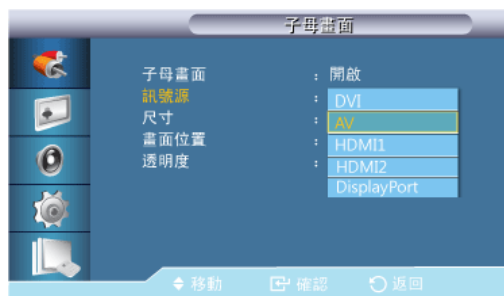 子母畫面
子母畫面 : 開啟
訊號源 : DVI
尺寸 : AV
畫面位置 : HDMI1
透明度 : HDMI2
DisplayPort
移動 確認 返回